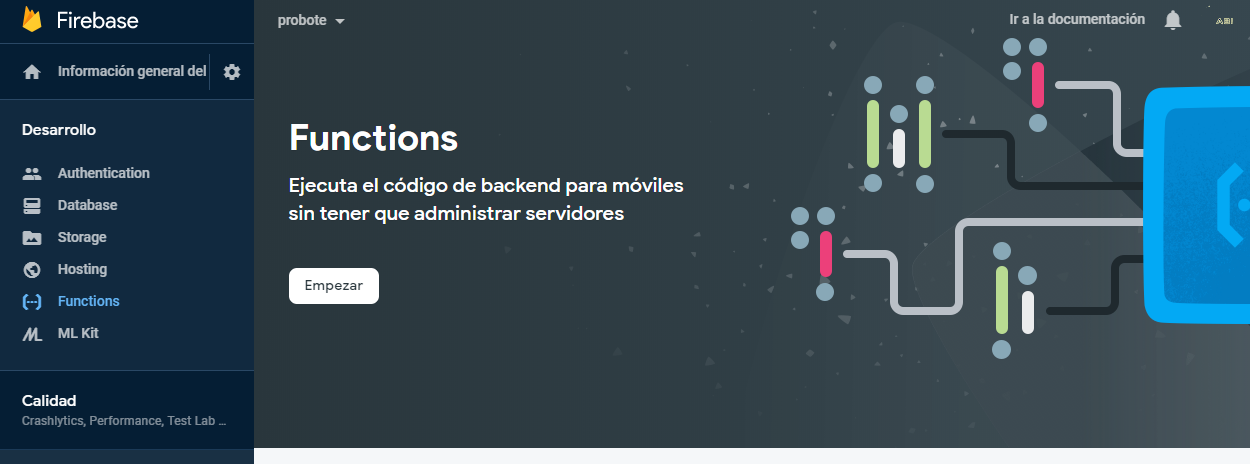 Firebase
probote
Ir a la documentación
Información general del
Desarrollo
Authentication
Database
Storage
Hosting
Functions
ML Kit
Calidad
Crashlytics, Performance, Test Lab ...
Functions
Ejecuta el código de backend para móviles
sin tener que administrar servidores
Empezar